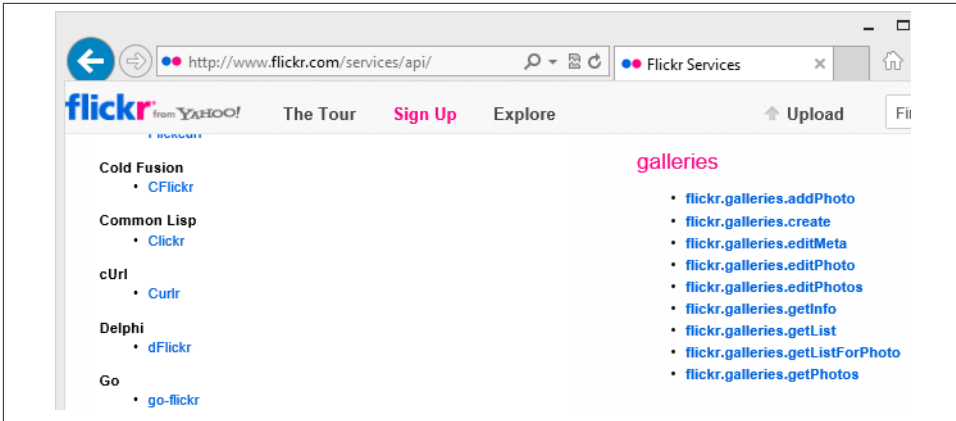 http://www.flickr.com/services/api/
Flickr Services
flickr from YAHOO!
The Tour
Sign Up
Explore
Upload
Cold Fusion
• CFlickr
Common Lisp
• Clickr
cUrl
• Curlr
Delphi
• dFlickr
Go
• go-flickr
galleries
• flickr.galleries.addPhoto
• flickr.galleries.create
• flickr.galleries.editMeta
• flickr.galleries.editPhoto
• flickr.galleries.editPhotos
• flickr.galleries.getInfo
• flickr.galleries.getList
• flickr.galleries.getListForPhoto
• flickr.galleries.getPhotos